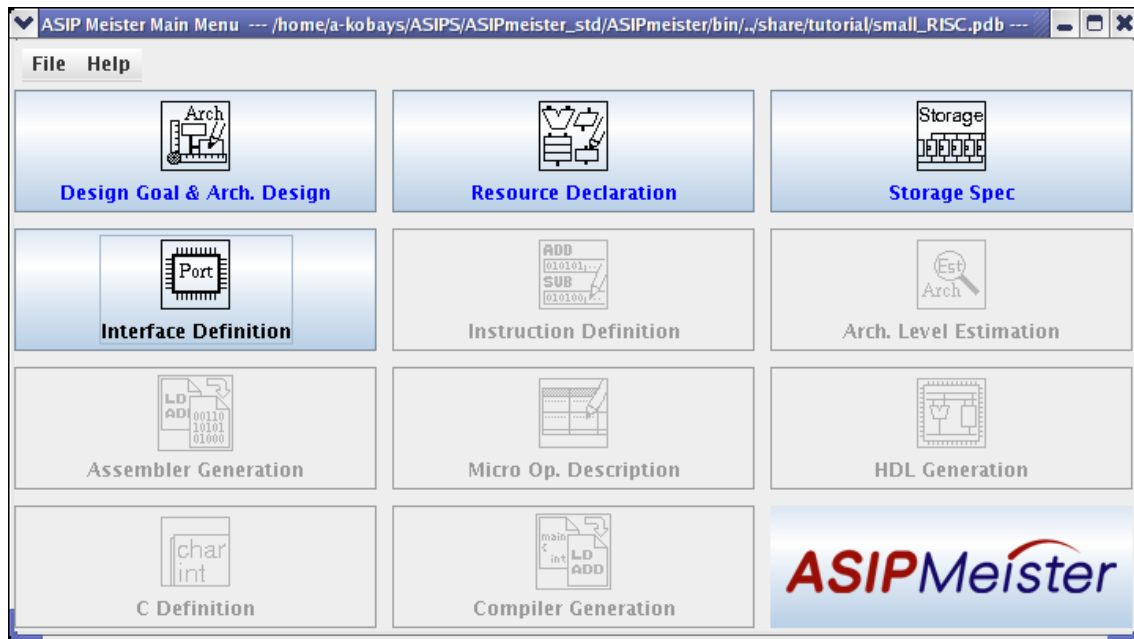 ASIP Meister Main Menu --- /home/a-kobays/ASIPS/ASIPmeister_std/ASIPmeister/bin/../share/tutorial/small_RISC.pdb ---
File Help
Arch
Design Goal & Arch. Design
Resource Declaration
Storage
Storage Spec
Port
Interface Definition
ADD
010101
SUB
010100
Instruction Definition
Est
Arch
Arch. Level Estimation
LD
ADD
00110
10101
01000
Assembler Generation
Micro Op. Description
HDL Generation
char
int
C Definition
main
{
int
LD
ADD
Compiler Generation
ASIPMeister